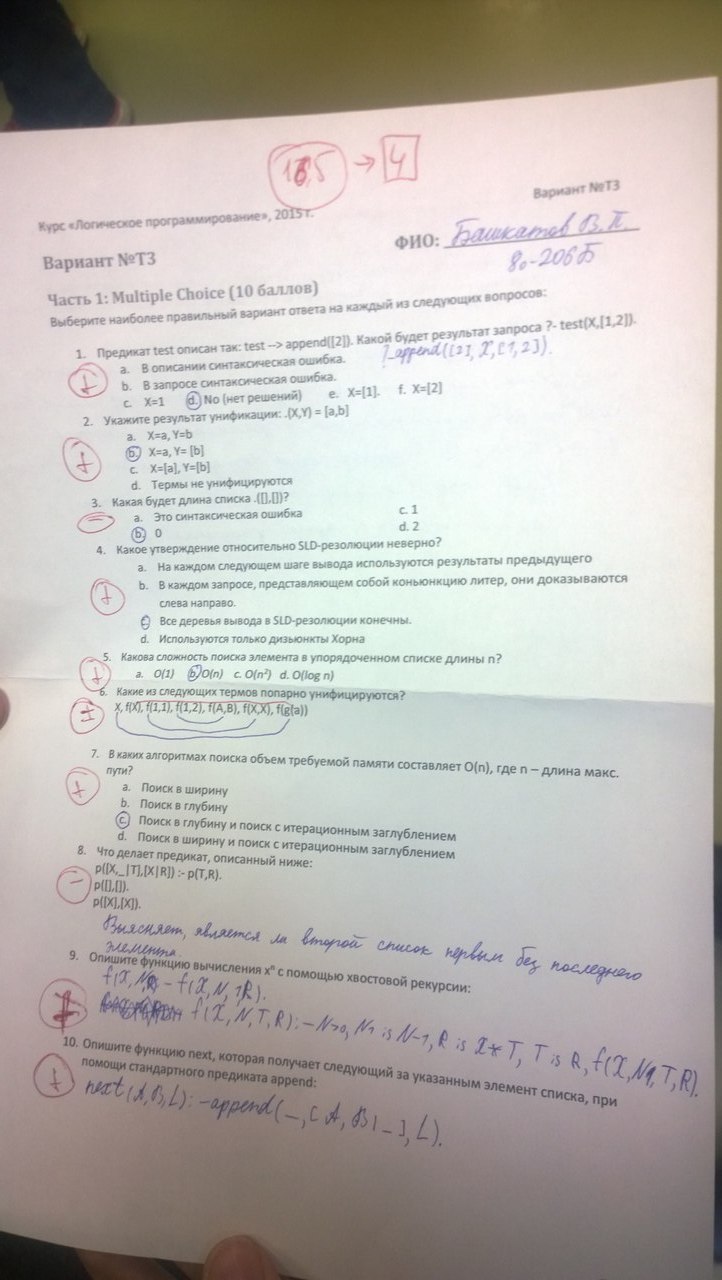 16,5 → 4
Вариант №Т3
Курс «Логическое программирование», 2015 г.
ФИО: Башкатов В.П.
8о-206Б
Вариант №Т3
Часть 1: Multiple Choice (10 баллов)
Выберите наиболее правильный вариант ответа на каждый из следующих вопросов:
1. Предикат test описан так: test --> append([2]). Какой будет результат запроса ?- test(X,[1,2]).
a. В описании синтаксическая ошибка.
?-append([2], X, [1,2]).
b. В запросе синтаксическая ошибка.
c. X=1 d. No (нет решений) e. X=[1]. f. X=[2]
+
2. Укажите результат унификации: .(X,Y) = [a,b]
a. X=a, Y=b
b. X=a, Y= [b]
c. X=[a], Y=[b]
d. Термы не унифицируются
+
3. Какая будет длина списка .([],[])?
a. Это синтаксическая ошибка c. 1
b. 0 d. 2
–
4. Какое утверждение относительно SLD-резолюции неверно?
a. На каждом следующем шаге вывода используются результаты предыдущего
b. В каждом запросе, представляющем собой конъюнкцию литер, они доказываются
слева направо.
c. Все деревья вывода в SLD-резолюции конечны.
d. Используются только дизъюнкты Хорна
+
5. Какова сложность поиска элемента в упорядоченном списке длины n?
a. O(1) b. O(n) c. O(n²) d. O(log n)
+
6. Какие из следующих термов попарно унифицируются?
X, f(X), f(1,1), f(1,2), f(A,B), f(X,X), f(g(a))
±
7. В каких алгоритмах поиска объем требуемой памяти составляет O(n), где n – длина макс.
пути?
a. Поиск в ширину
b. Поиск в глубину
c. Поиск в глубину и поиск с итерационным заглублением
d. Поиск в ширину и поиск с итерационным заглублением
+
8. Что делает предикат, описанный ниже:
p([X,_|T],[X|R]) :- p(T,R).
p([],[]).
p([X],[X]).
–
Выясняет, является ли второй список первым без последнего
элемента.
9. Опишите функцию вычисления xⁿ с помощью хвостовой рекурсии:
f(X, N, R) :- f(X, N, 1, R).
f(X, N, T, R):-N>0, N1 is N-1, R is X*T, T is R, f(X, N1, T, R).
10. Опишите функцию next, которая получает следующий за указанным элемент списка, при
помощи стандартного предиката append:
+
next(A,B,L):-append(_,[A,B|_],L).